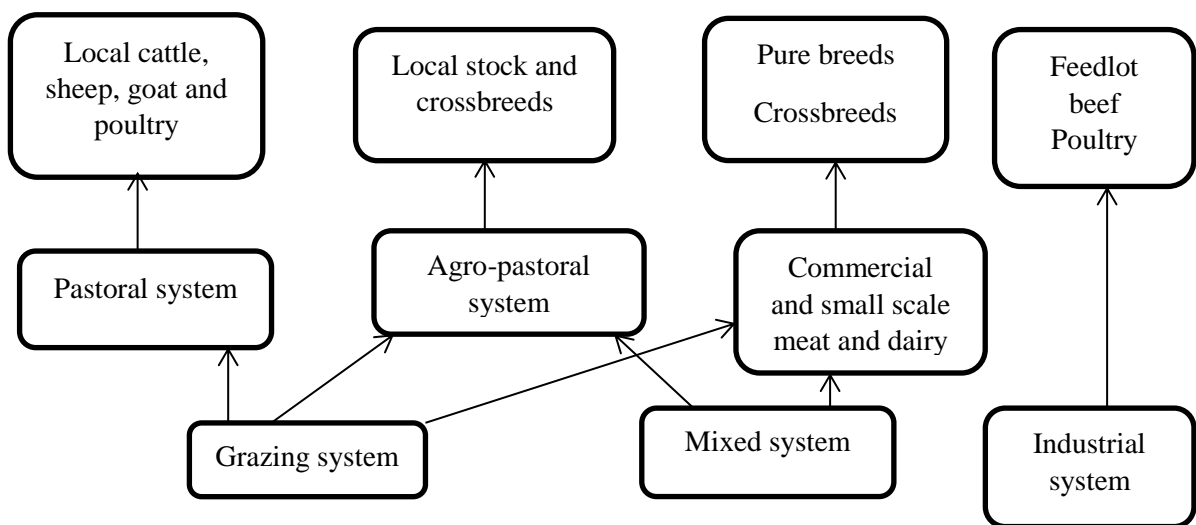 Local cattle,
sheep, goat and
poultry
Local stock and
crossbreeds
Pure breeds
Crossbreeds
Feedlot
beef
Poultry
Pastoral system
Agro-pastoral
system
Commercial
and small scale
meat and dairy
Grazing system
Mixed system
Industrial
system